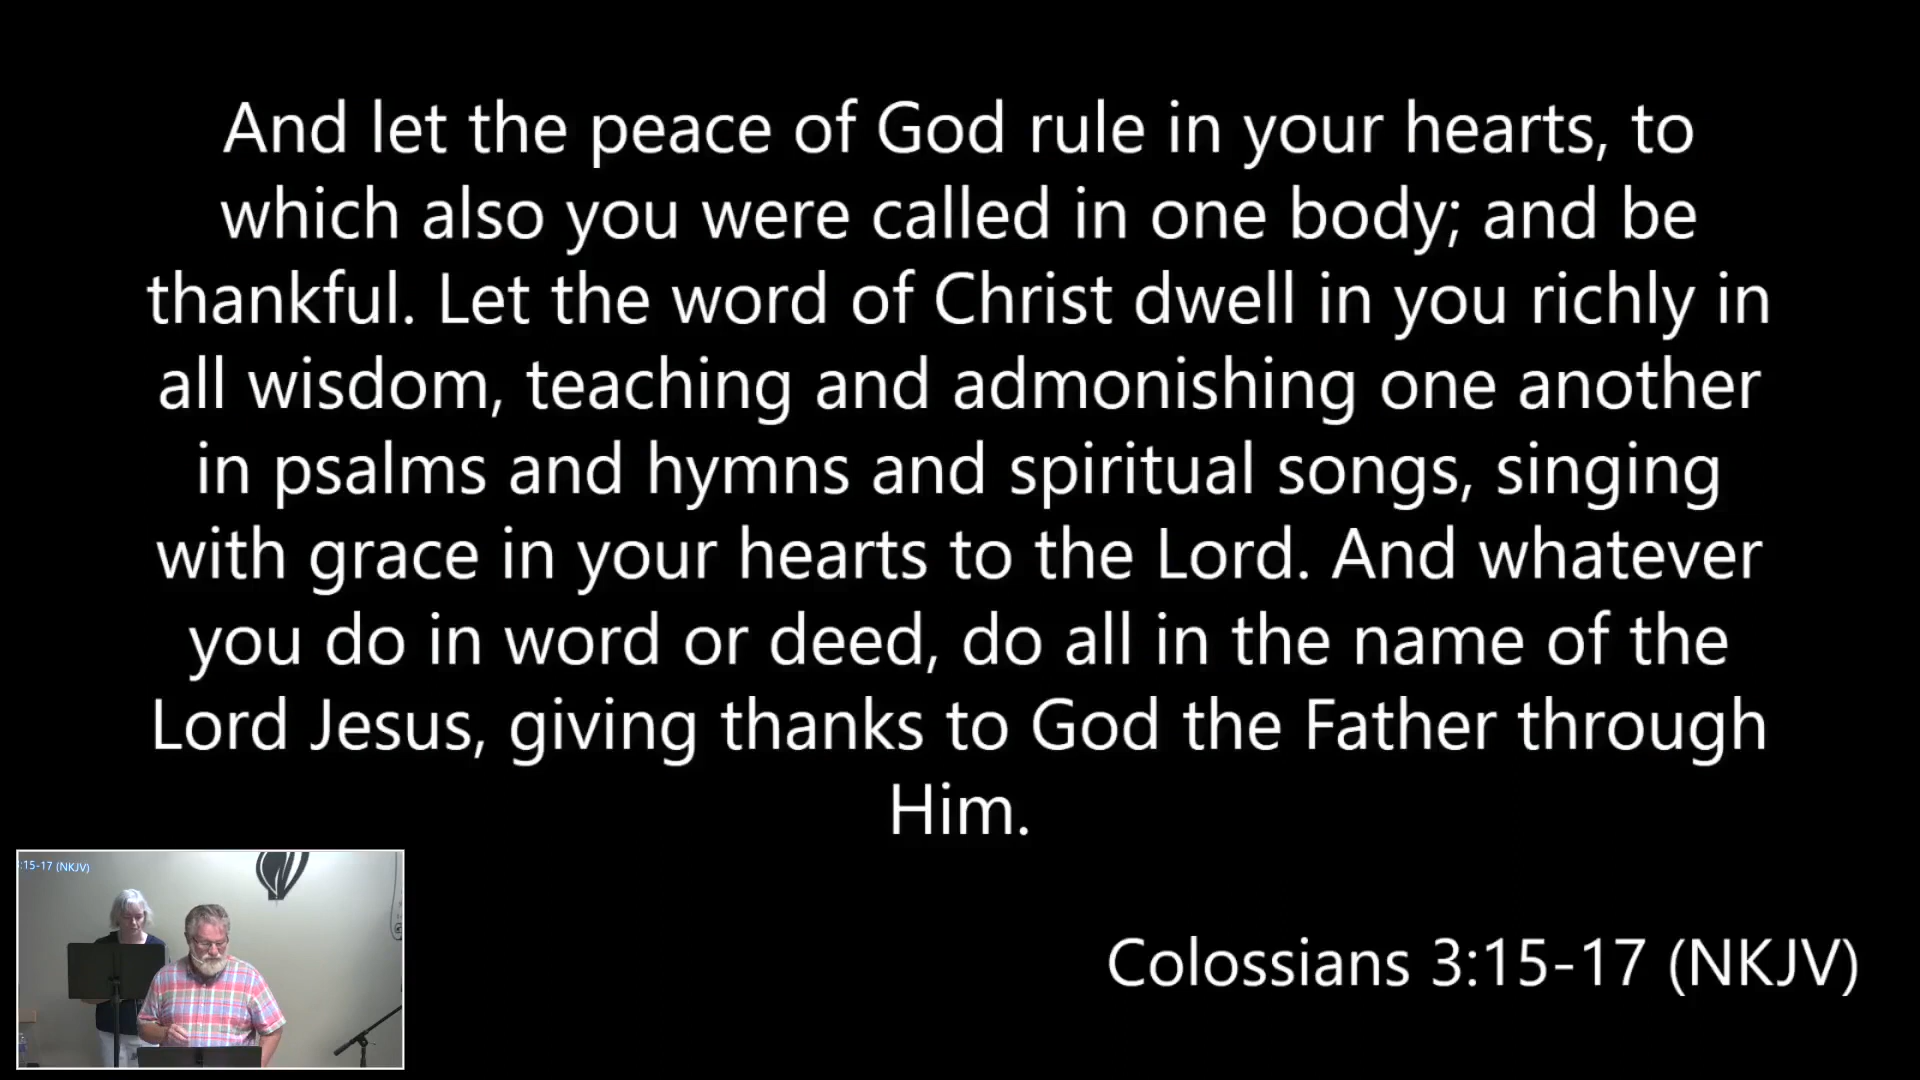 And let the peace of God rule in your hearts, to
which also you were called in one body; and be
thankful. Let the word of Christ dwell in you richly in
all wisdom, teaching and admonishing one another
in psalms and hymns and spiritual songs, singing
with grace in your hearts to the Lord. And whatever
you do in word or deed, do all in the name of the
Lord Jesus, giving thanks to God the Father through
Him.
:15-17 (NKJV)
Colossians 3:15-17 (NKJV)